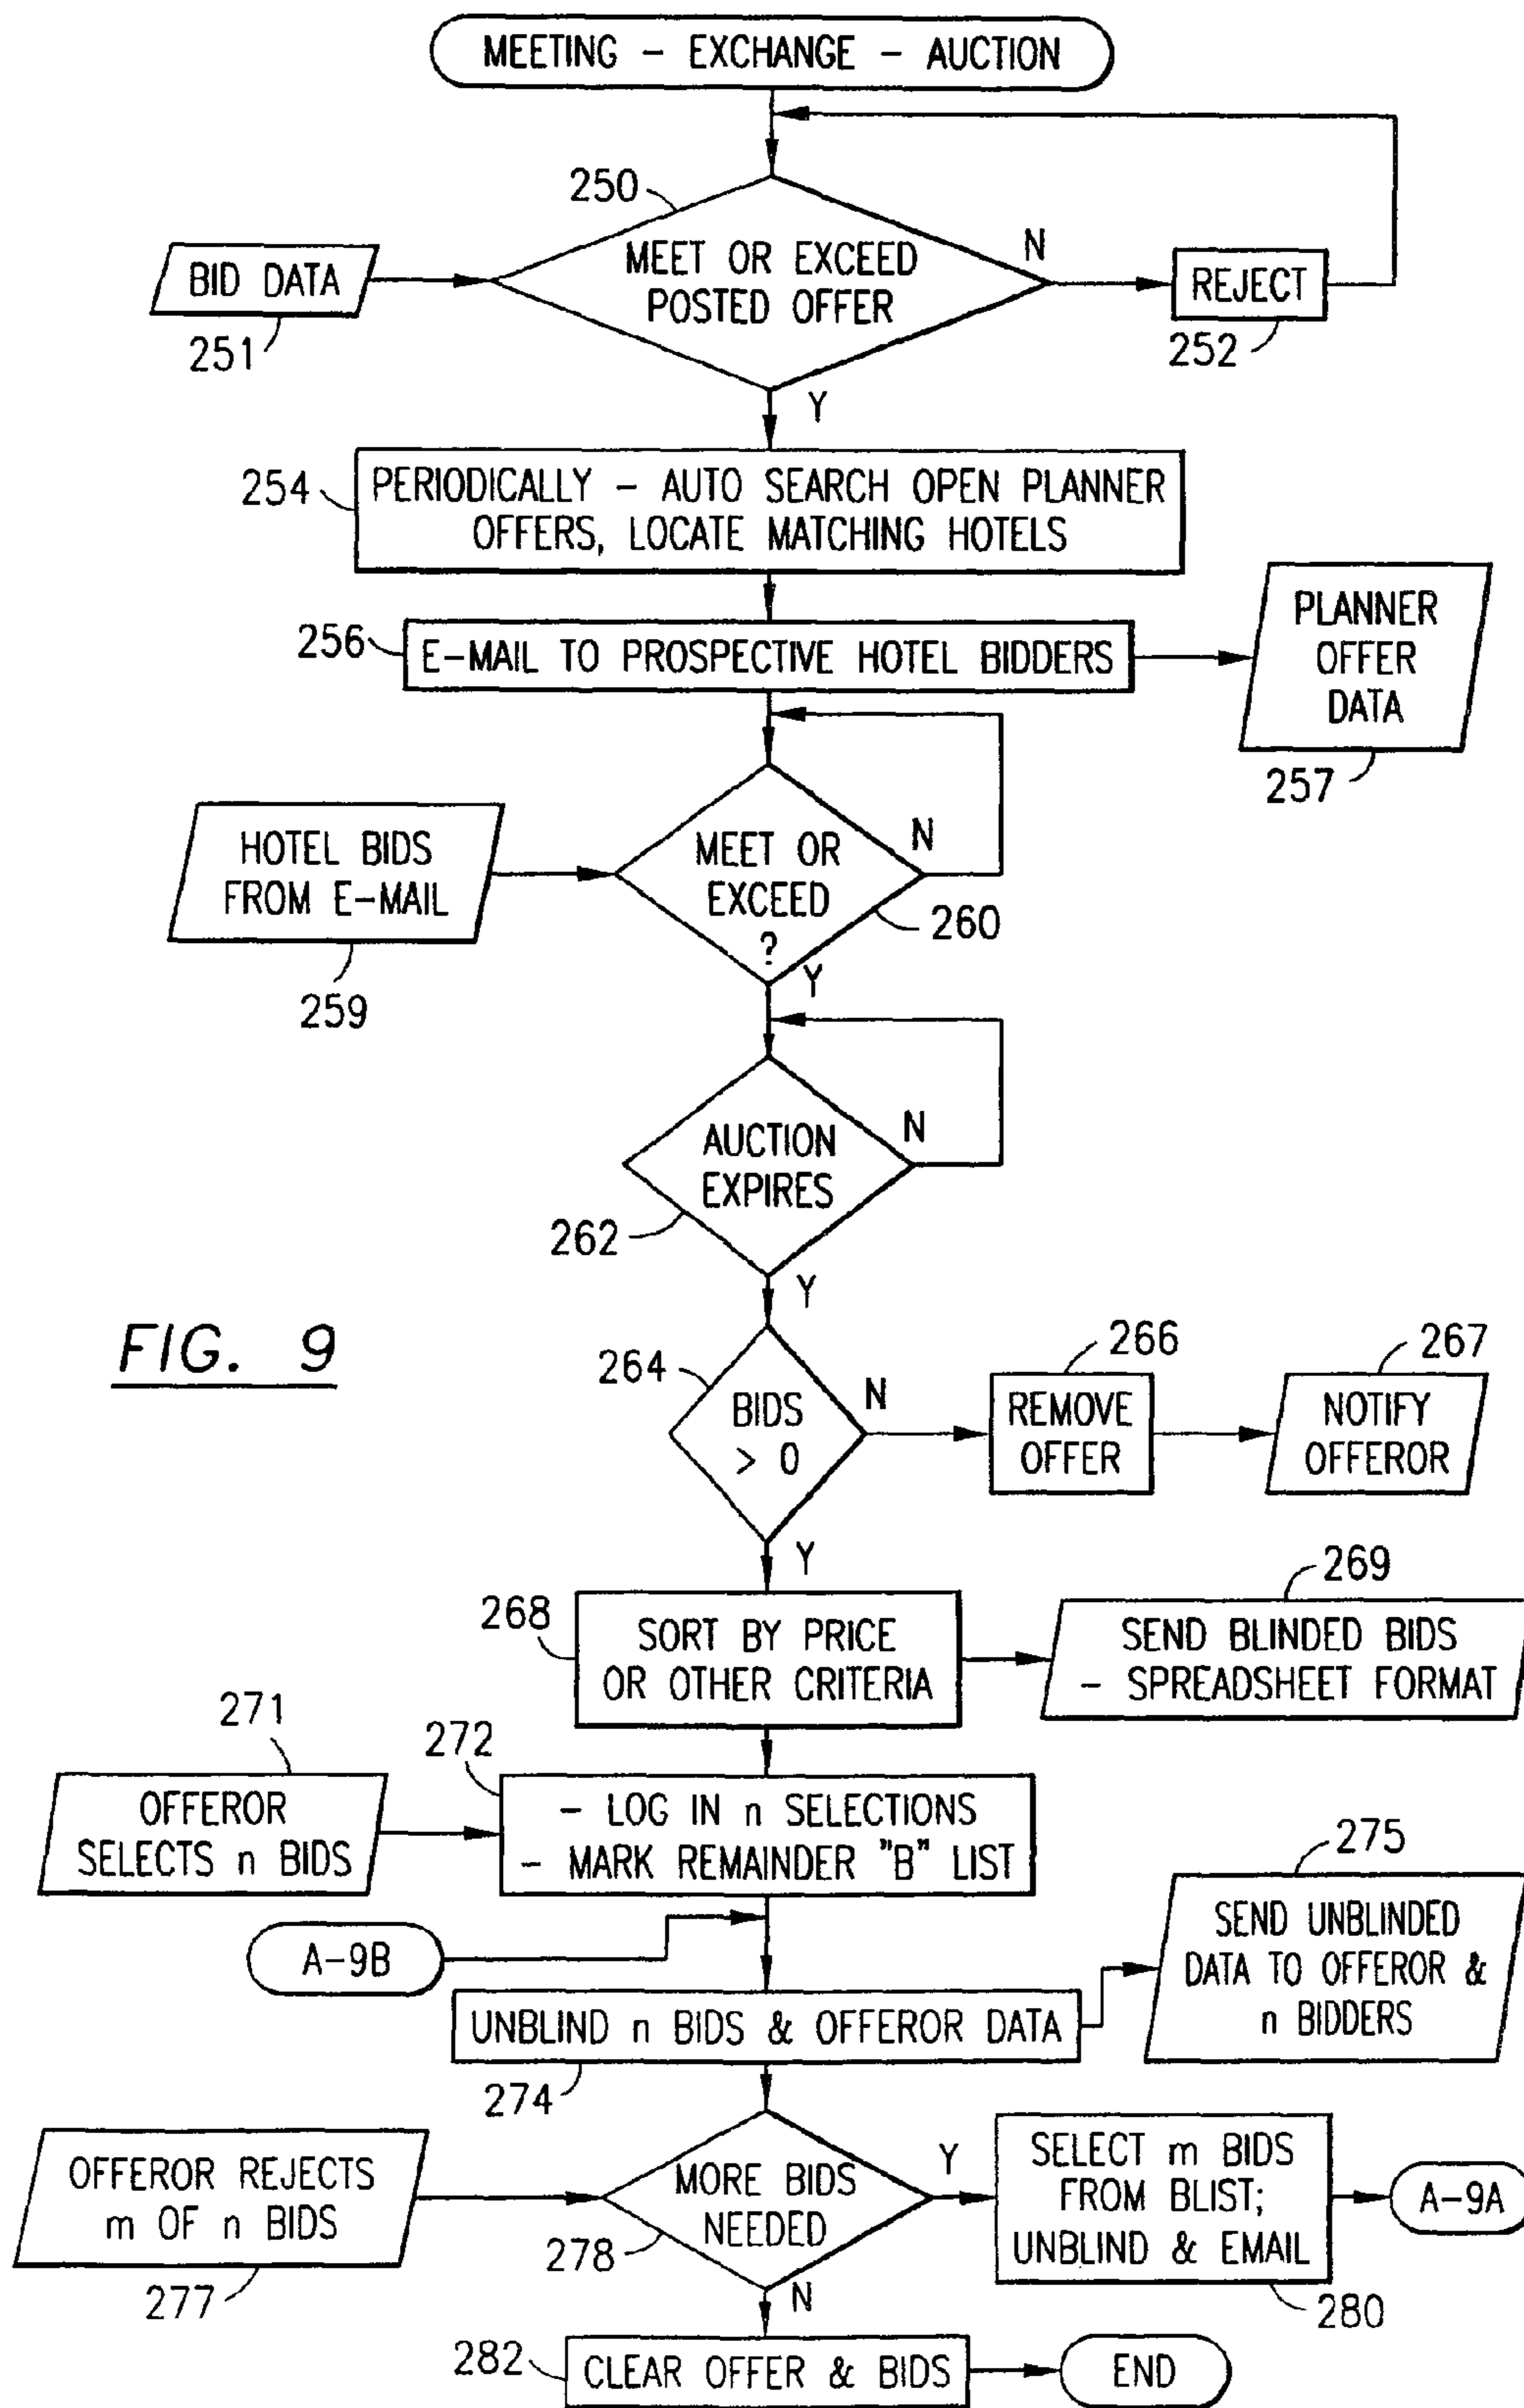 MEETING - EXCHANGE - AUCTION
250
MEET OR EXCEED
POSTED OFFER
N
BID DATA
251
REJECT
252
Y
254
PERIODICALLY - AUTO SEARCH OPEN PLANNER
OFFERS, LOCATE MATCHING HOTELS
256
E-MAIL TO PROSPECTIVE HOTEL BIDDERS
PLANNER
OFFER
DATA
257
HOTEL BIDS
FROM E-MAIL
259
MEET OR
EXCEED
?
N
260
Y
AUCTION
EXPIRES
N
262
Y
FIG. 9
264
BIDS
> 0
N
266
REMOVE
OFFER
267
NOTIFY
OFFEROR
Y
268
SORT BY PRICE
OR OTHER CRITERIA
269
SEND BLINDED BIDS
- SPREADSHEET FORMAT
271
OFFEROR
SELECTS n BIDS
272
- LOG IN n SELECTIONS
- MARK REMAINDER "B" LIST
275
SEND UNBLINDED
DATA TO OFFEROR &
n BIDDERS
A-9B
UNBLIND n BIDS & OFFEROR DATA
274
OFFEROR REJECTS
m OF n BIDS
277
MORE BIDS
NEEDED
278
Y
SELECT m BIDS
FROM BLIST;
UNBLIND & EMAIL
280
A-9A
N
282
CLEAR OFFER & BIDS
END